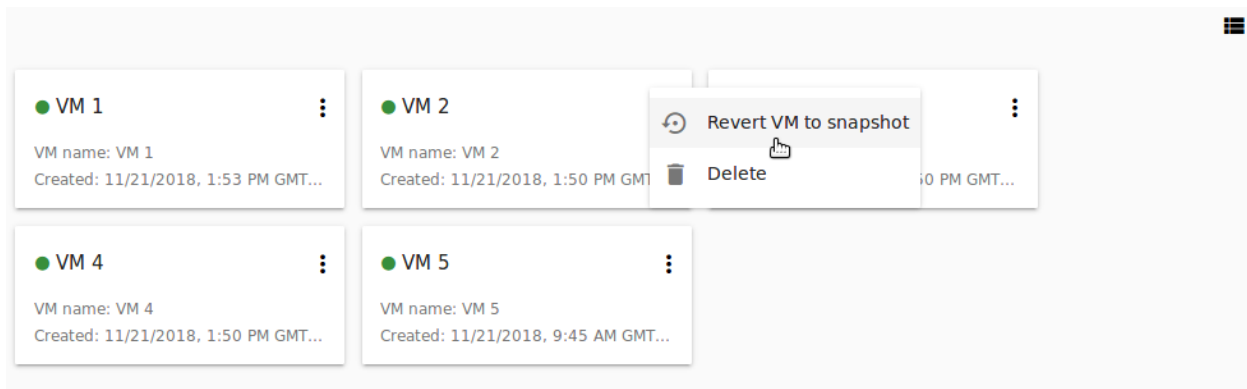 VM 1
VM name: VM 1
Created: 11/21/2018, 1:53 PM GMT...
VM 2
VM name: VM 2
Created: 11/21/2018, 1:50 PM GMT
Revert VM to snapshot
Delete
50 PM GMT...
VM 4
VM name: VM 4
Created: 11/21/2018, 1:50 PM GMT...
VM 5
VM name: VM 5
Created: 11/21/2018, 9:45 AM GMT...